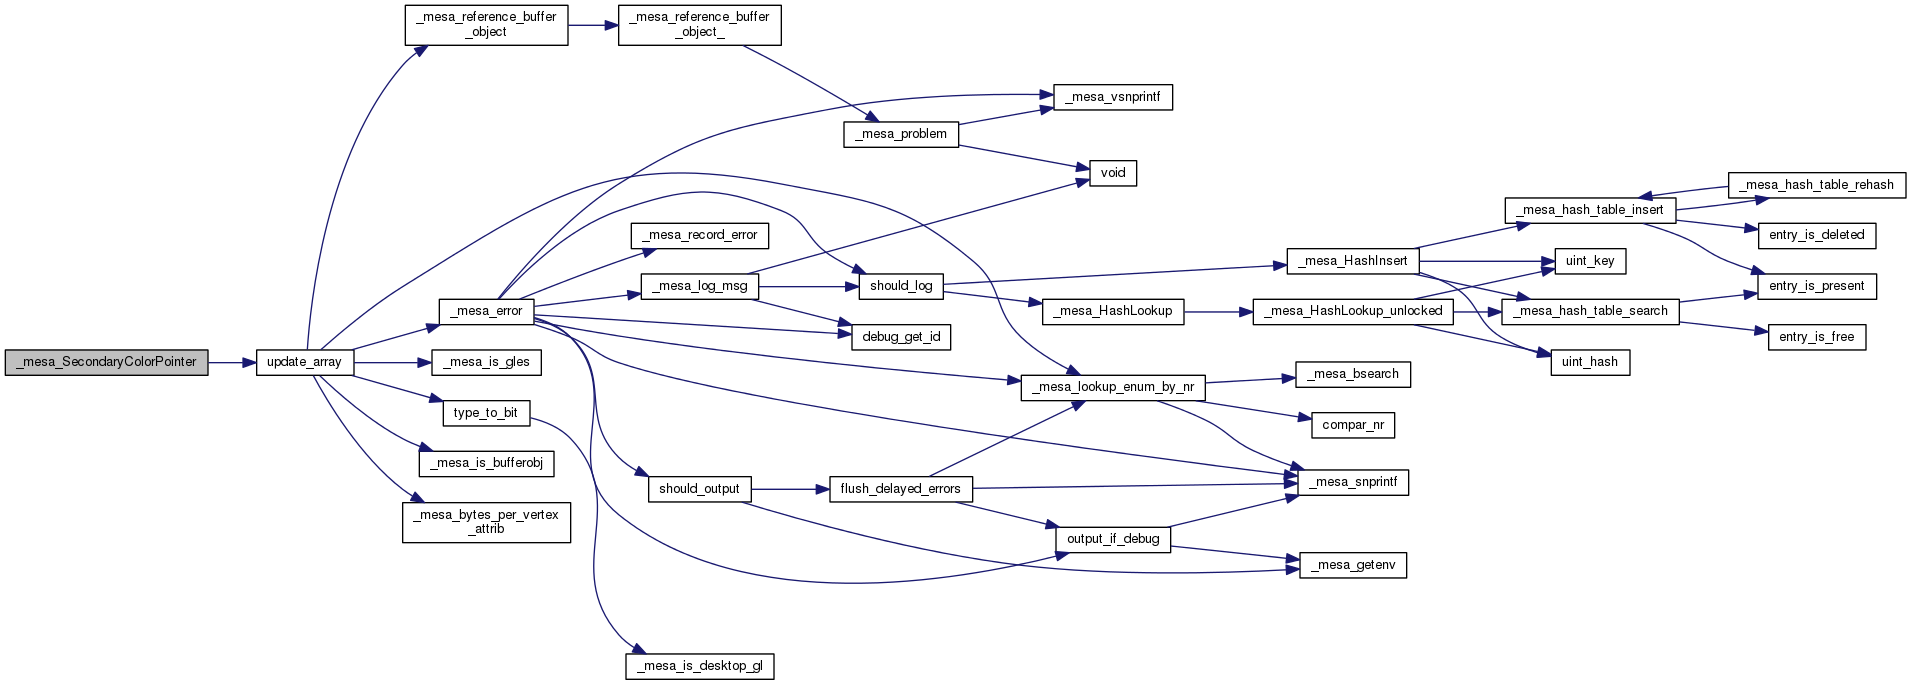 _mesa_reference_buffer
_object
_mesa_reference_buffer
_object_
_mesa_vsnprintf
_mesa_problem
void
_mesa_hash_table_rehash
_mesa_hash_table_insert
_mesa_record_error
entry_is_deleted
_mesa_HashInsert
uint_key
_mesa_log_msg
should_log
entry_is_present
_mesa_error
_mesa_HashLookup
_mesa_HashLookup_unlocked
_mesa_hash_table_search
debug_get_id
entry_is_free
_mesa_SecondaryColorPointer
update_array
_mesa_is_gles
uint_hash
_mesa_lookup_enum_by_nr
_mesa_bsearch
type_to_bit
compar_nr
_mesa_is_bufferobj
should_output
flush_delayed_errors
_mesa_snprintf
_mesa_bytes_per_vertex
_attrib
output_if_debug
_mesa_getenv
_mesa_is_desktop_gl